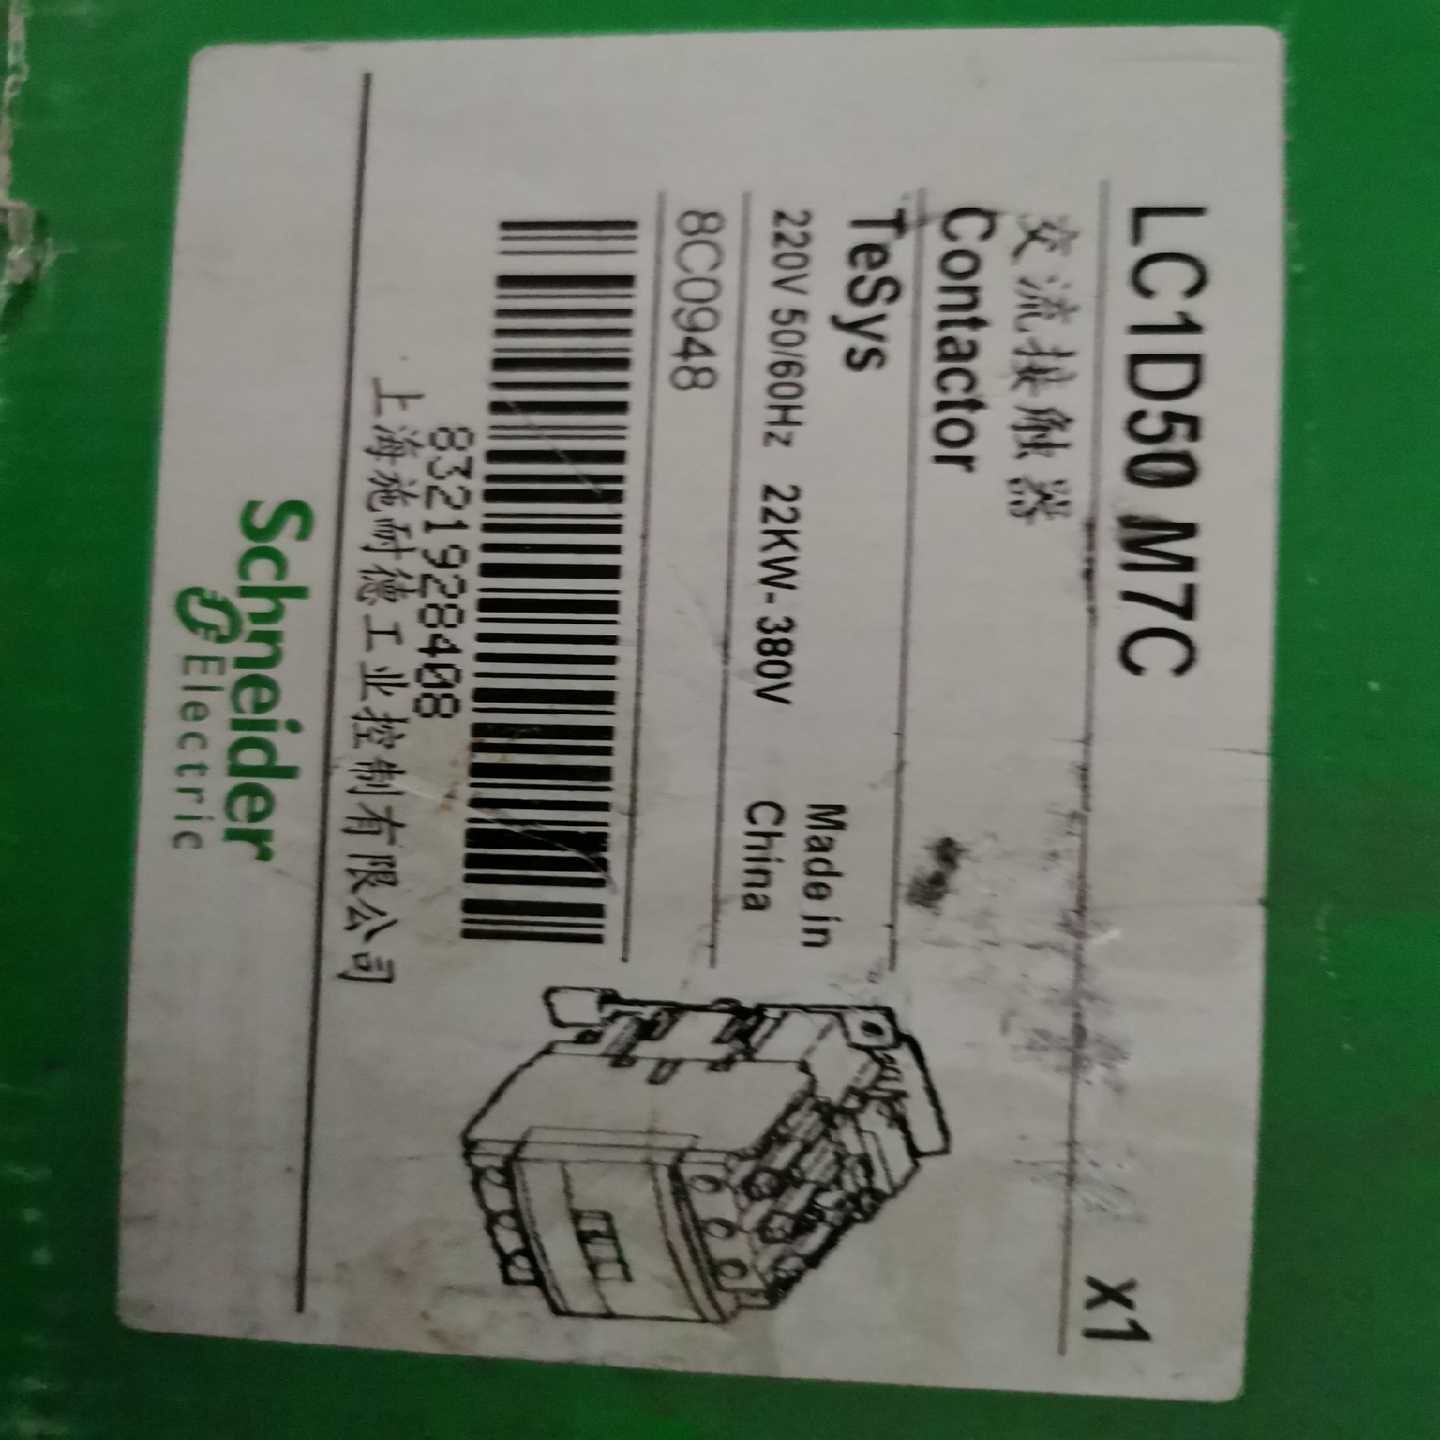 LC1D50 M7C x1
交流接触器
Contactor
TeSys
220V 50/60Hz 22KW-380V
Made in
China
8C0948
8321928408
上海施耐德工业控制有限公司
Schneider
Electric